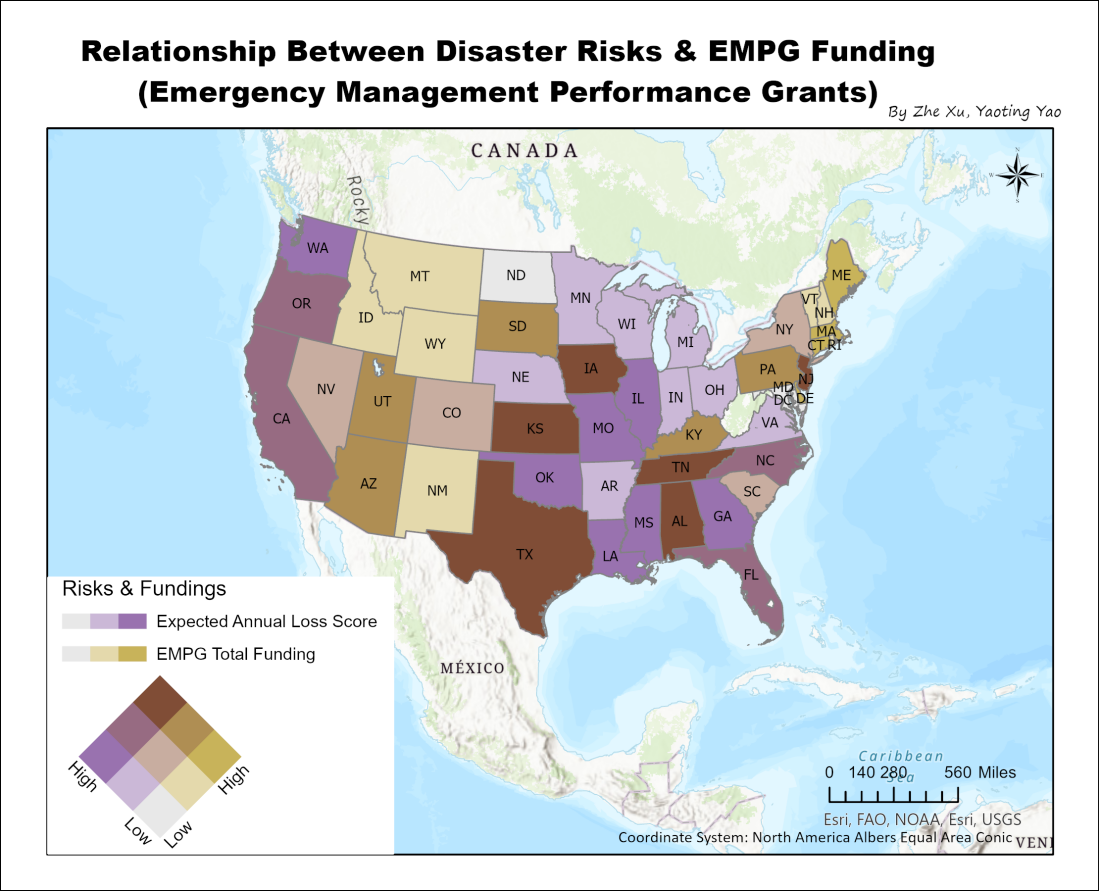 Relationship Between Disaster Risks & EMPG Funding
(Emergency Management Performance Grants)
By Zhe Xu, Yaoting Yao
CANADA
N
W E
S
Rocky
WA
MT
ND
ME
OR
MN
VT
ID
SD
WI
NH
NY
MA
WY
MI
CT RI
IA
PA
NE
NJ
NV
MD
UT
IL
IN
OH
DC DE
CO
CA
KS
MO
VA
KY
NC
TN
AZ
NM
OK
AR
SC
MS
AL
GA
TX
LA
FL
Risks & Fundings
Expected Annual Loss Score
EMPG Total Funding
MÉXICO
High
High
Low
Low
Caribbean
Sea
0 140 280 560 Miles
Esri, FAO, NOAA, Esri, USGS
Coordinate System: North America Albers Equal Area Conic
VENE